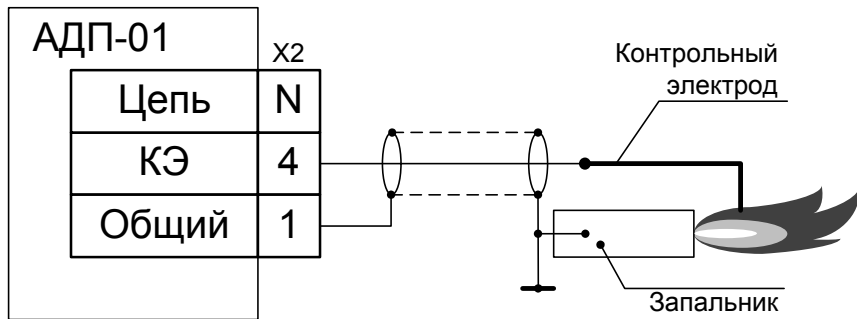 АДП-01
X2
Цепь N
КЭ 4
Общий 1
Контрольный
электрод
Запальник